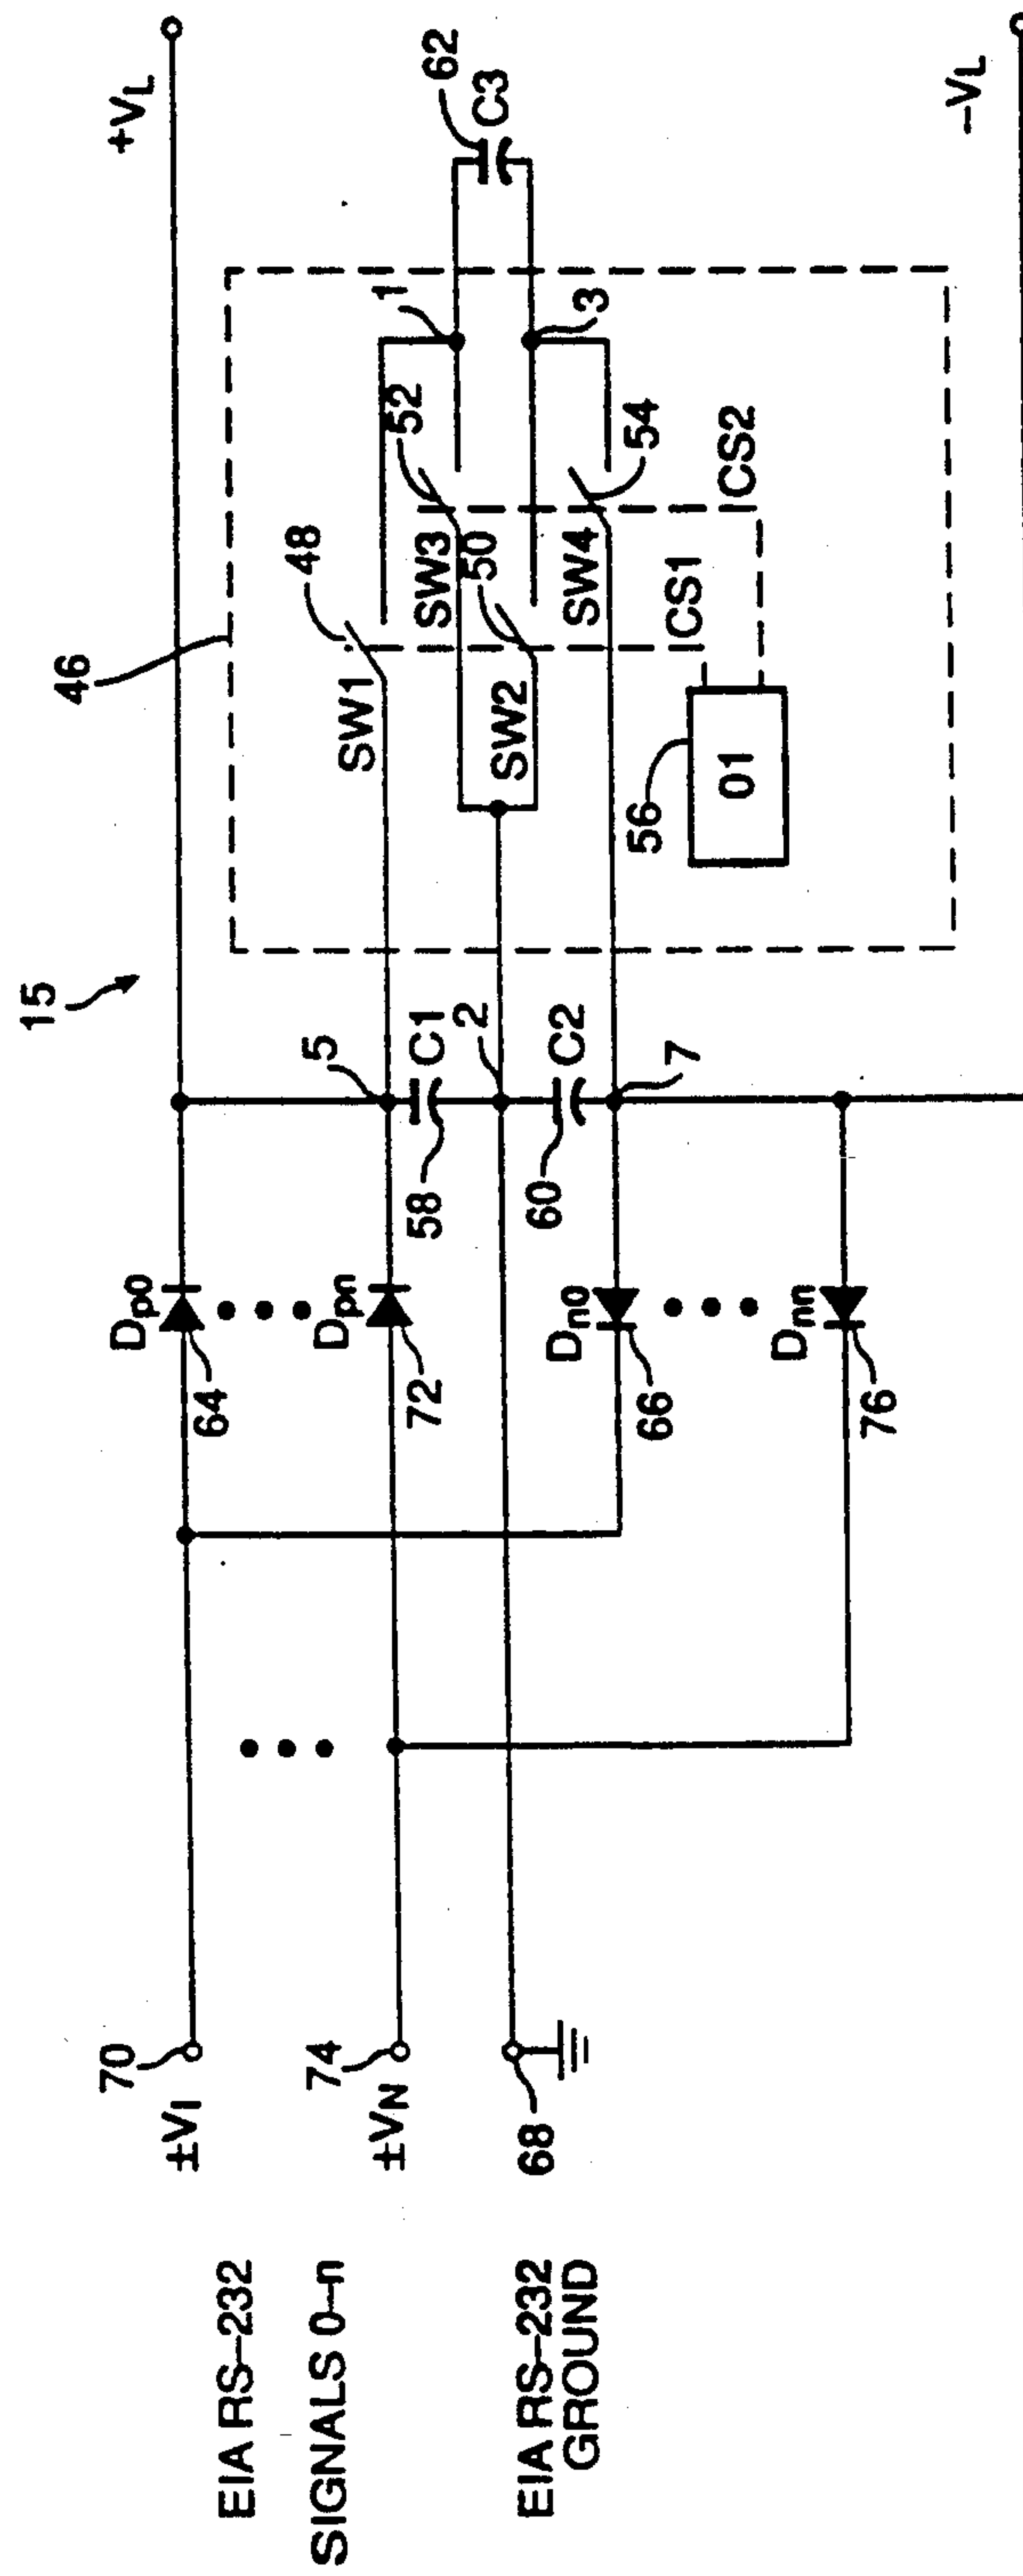 15
46
+VL
5
SW1
48
1
Dp0
64
Dpn
72
58
C1
2
SW3
52
62
C3
SW2
50
3
60
C2
7
SW4
54
Dn0
66
Dnn
76
56
01
CS1
CS2
-VL
70
±VI
74
±VN
68
EIA RS-232
SIGNALS 0-n
EIA RS-232
GROUND